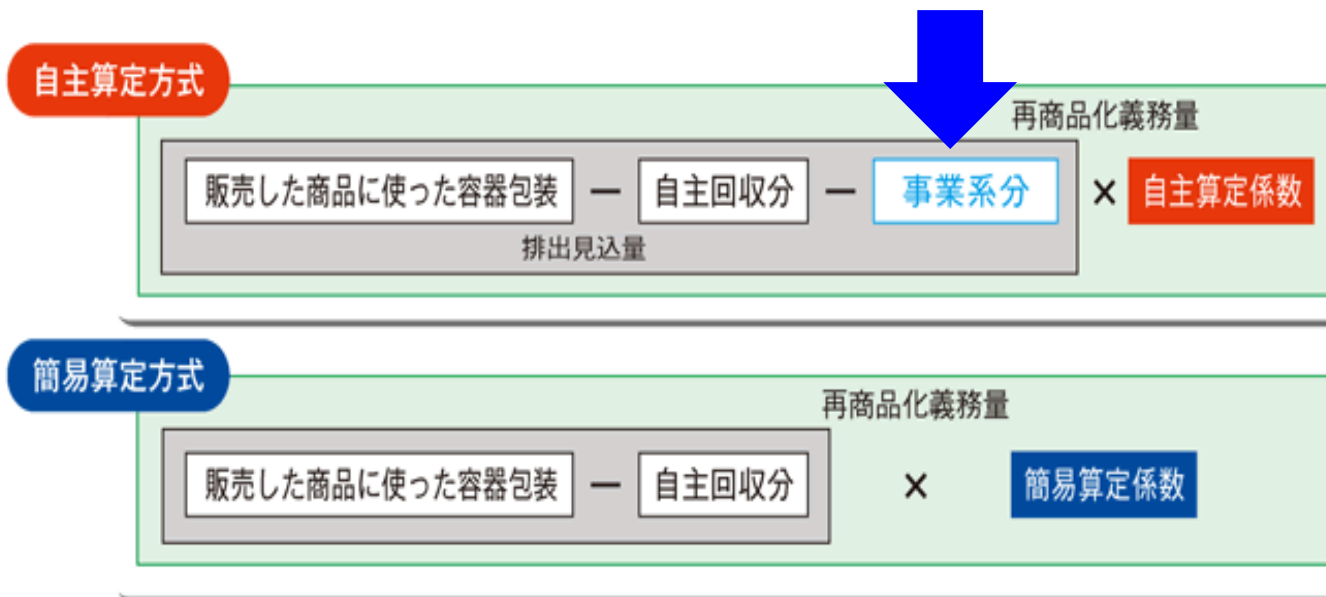 自主算定方式
再商品化義務量
販売した商品に使った容器包装 － 自主回収分 － 事業系分 × 自主算定係数
排出見込量
簡易算定方式
再商品化義務量
販売した商品に使った容器包装 － 自主回収分 × 簡易算定係数